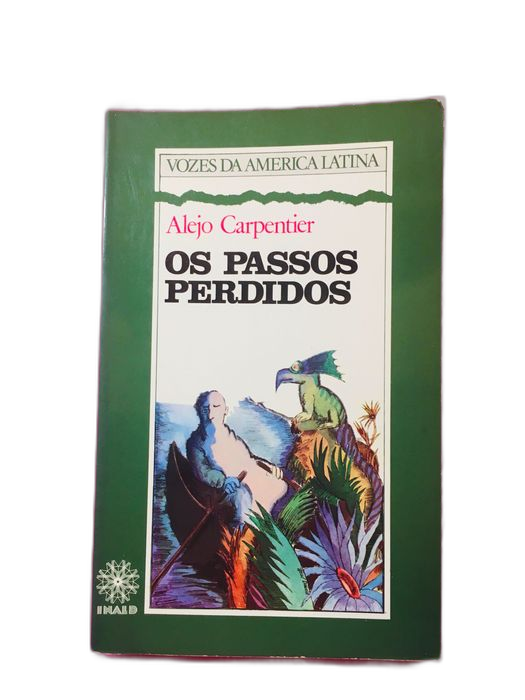 VOZES DA AMERICA LATINA
Alejo Carpentier
OS PASSOS
PERDIDOS
INALD